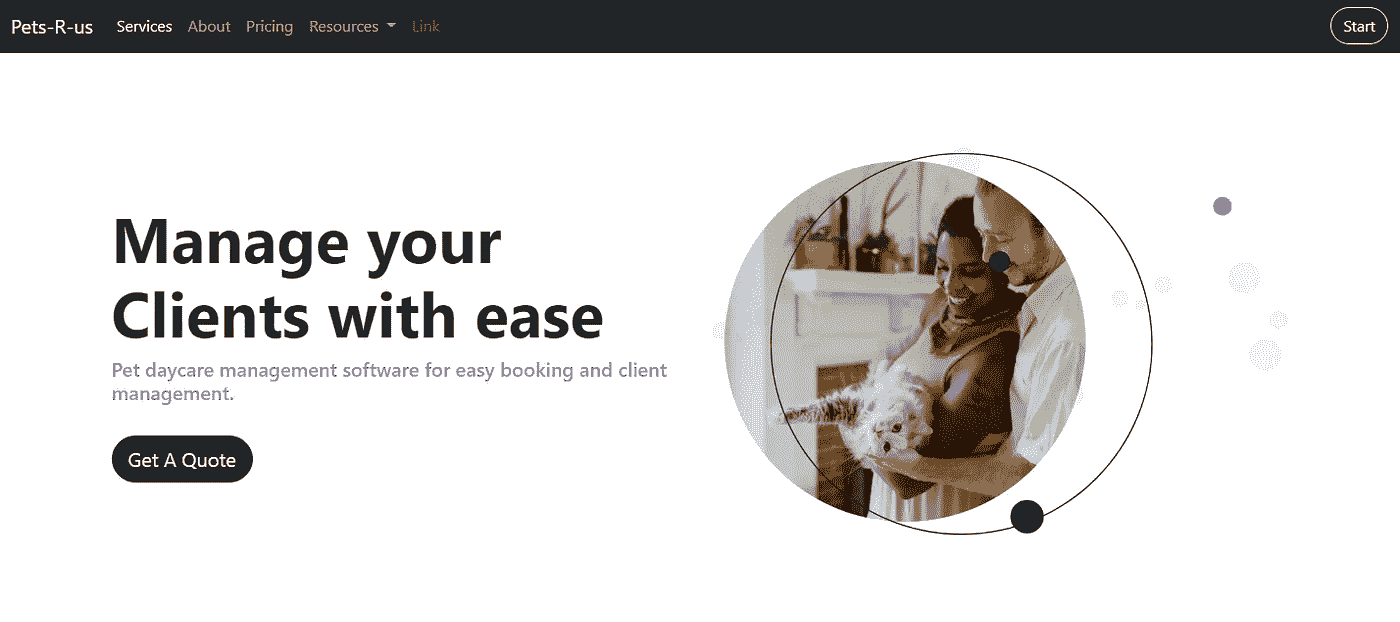 Pets-R-us Services About Pricing Resources Link Start
Manage your
Clients with ease
Pet daycare management software for easy booking and client
management.
Get A Quote